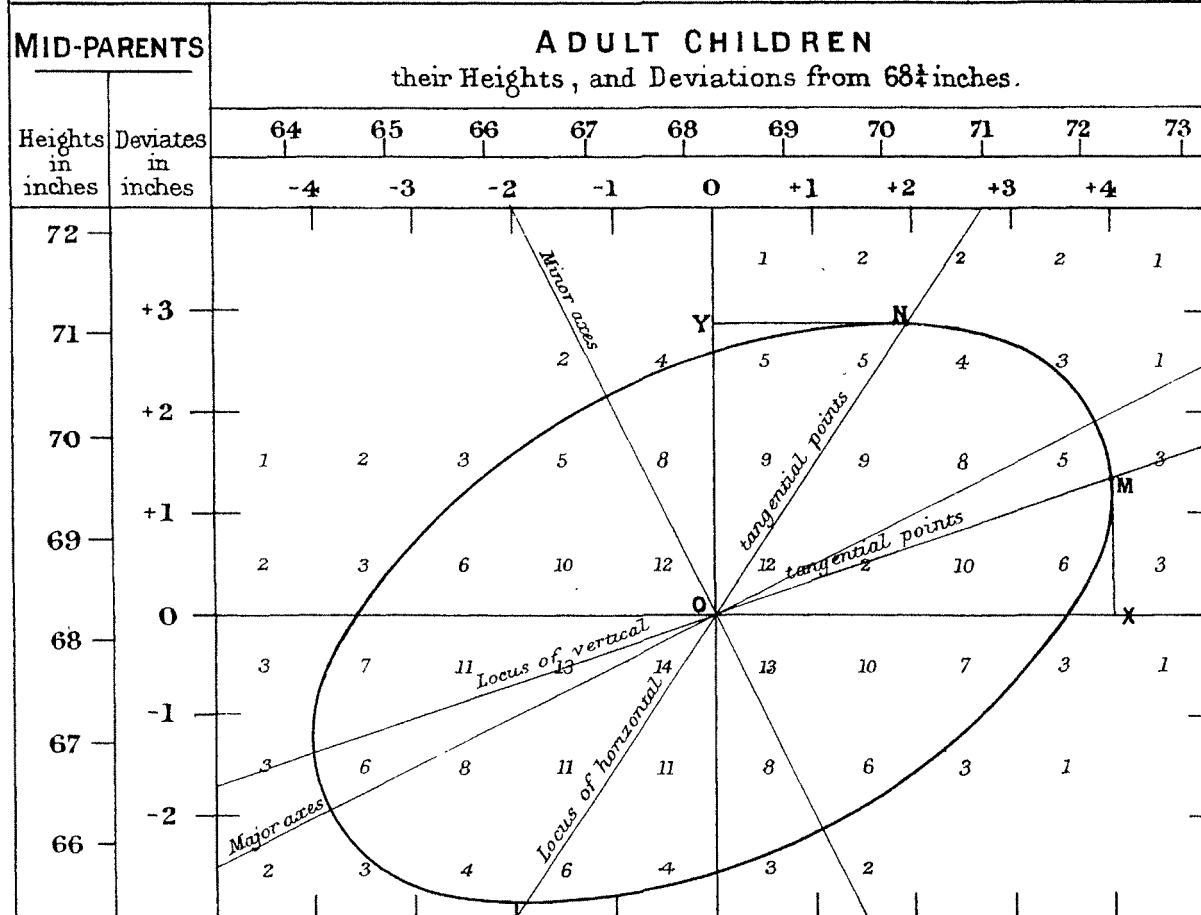 MID-PARENTS
ADULT CHILDREN
their Heights, and Deviations from 68¼ inches.
Heights in inches
Deviates in inches
64 65 66 67 68 69 70 71 72 73
-4 -3 -2 -1 0 +1 +2 +3 +4
72
1 2 2 2 1
Minor axes
+3
Y N
71
2 4 5 5 4 3 1
+2
70
1 2 3 5 8 9 9 8 5 3
tangential points
M
+1
69
tangential points
2 3 6 10 12 12 2 10 6 3
0
O X
68
Locus of vertical
3 7 11 13 14 13 10 7 3 1
Locus of horizontal
-1
67
3 6 8 11 11 8 6 3 1
Major axes
-2
66
2 3 4 6 4 3 2